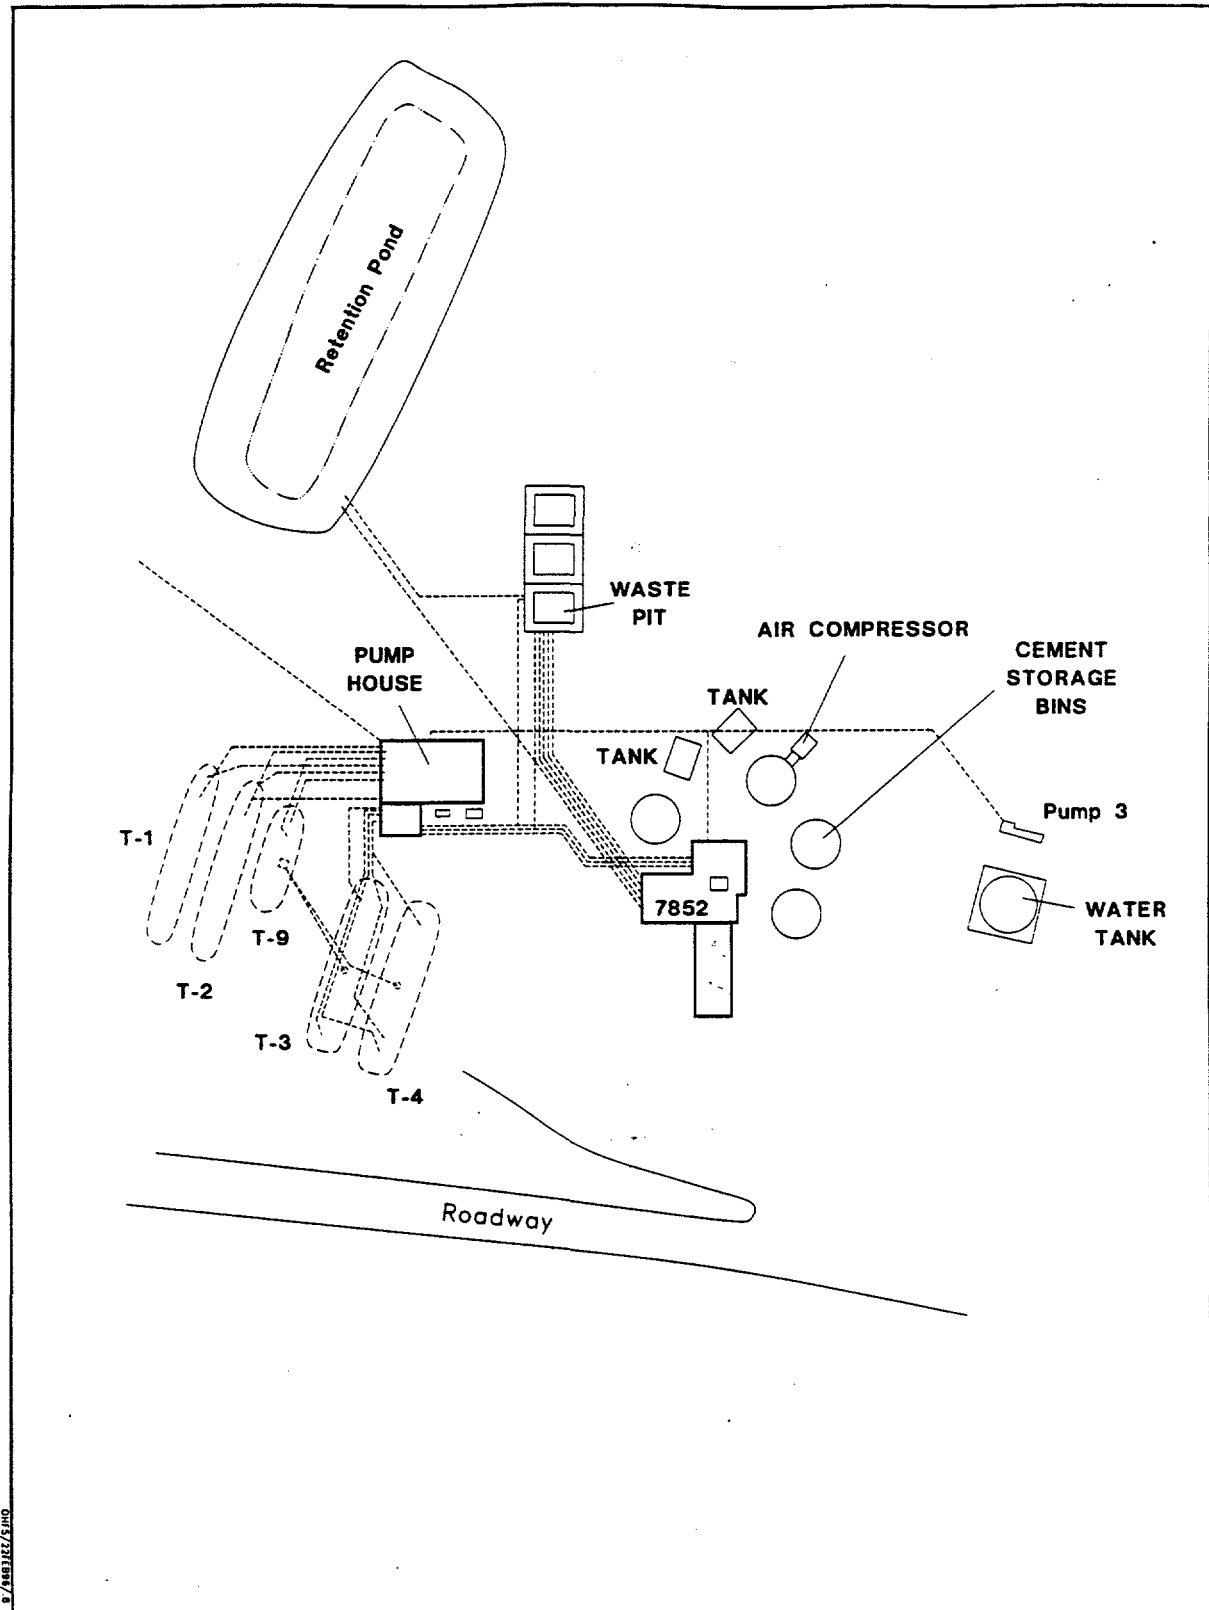 Retention Pond
WASTE
PIT
AIR COMPRESSOR
PUMP
HOUSE
CEMENT
STORAGE
BINS
TANK
TANK
Pump 3
T-1
7852
WATER
TANK
T-9
T-2
T-3
T-4
Roadway